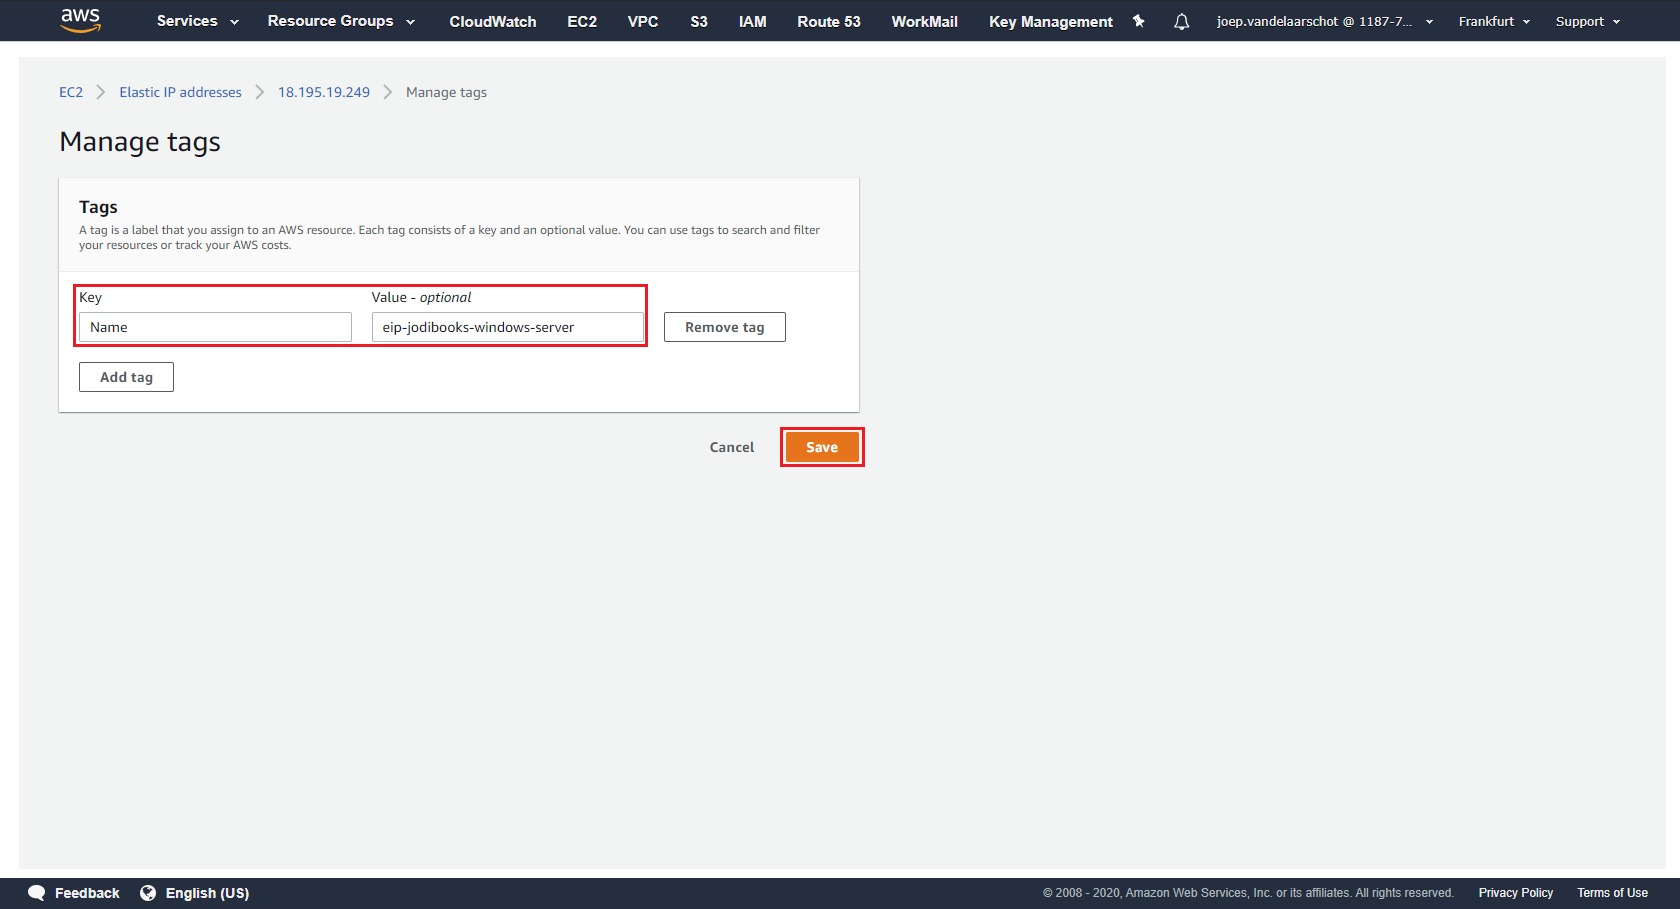 aws Services Resource Groups CloudWatch EC2 VPC S3 IAM Route 53 WorkMail Key Management joep.vandelaarschot @ 1187-7... Frankfurt Support
EC2 Elastic IP addresses 18.195.19.249 Manage tags
Manage tags
Tags
A tag is a label that you assign to an AWS resource. Each tag consists of a key and an optional value. You can use tags to search and filter
your resources or track your AWS costs.
Key Value - optional
Name eip-jodibooks-windows-server Remove tag
Add tag
Cancel Save
Feedback English (US) © 2008 - 2020, Amazon Web Services, Inc. or its affiliates. All rights reserved. Privacy Policy Terms of Use